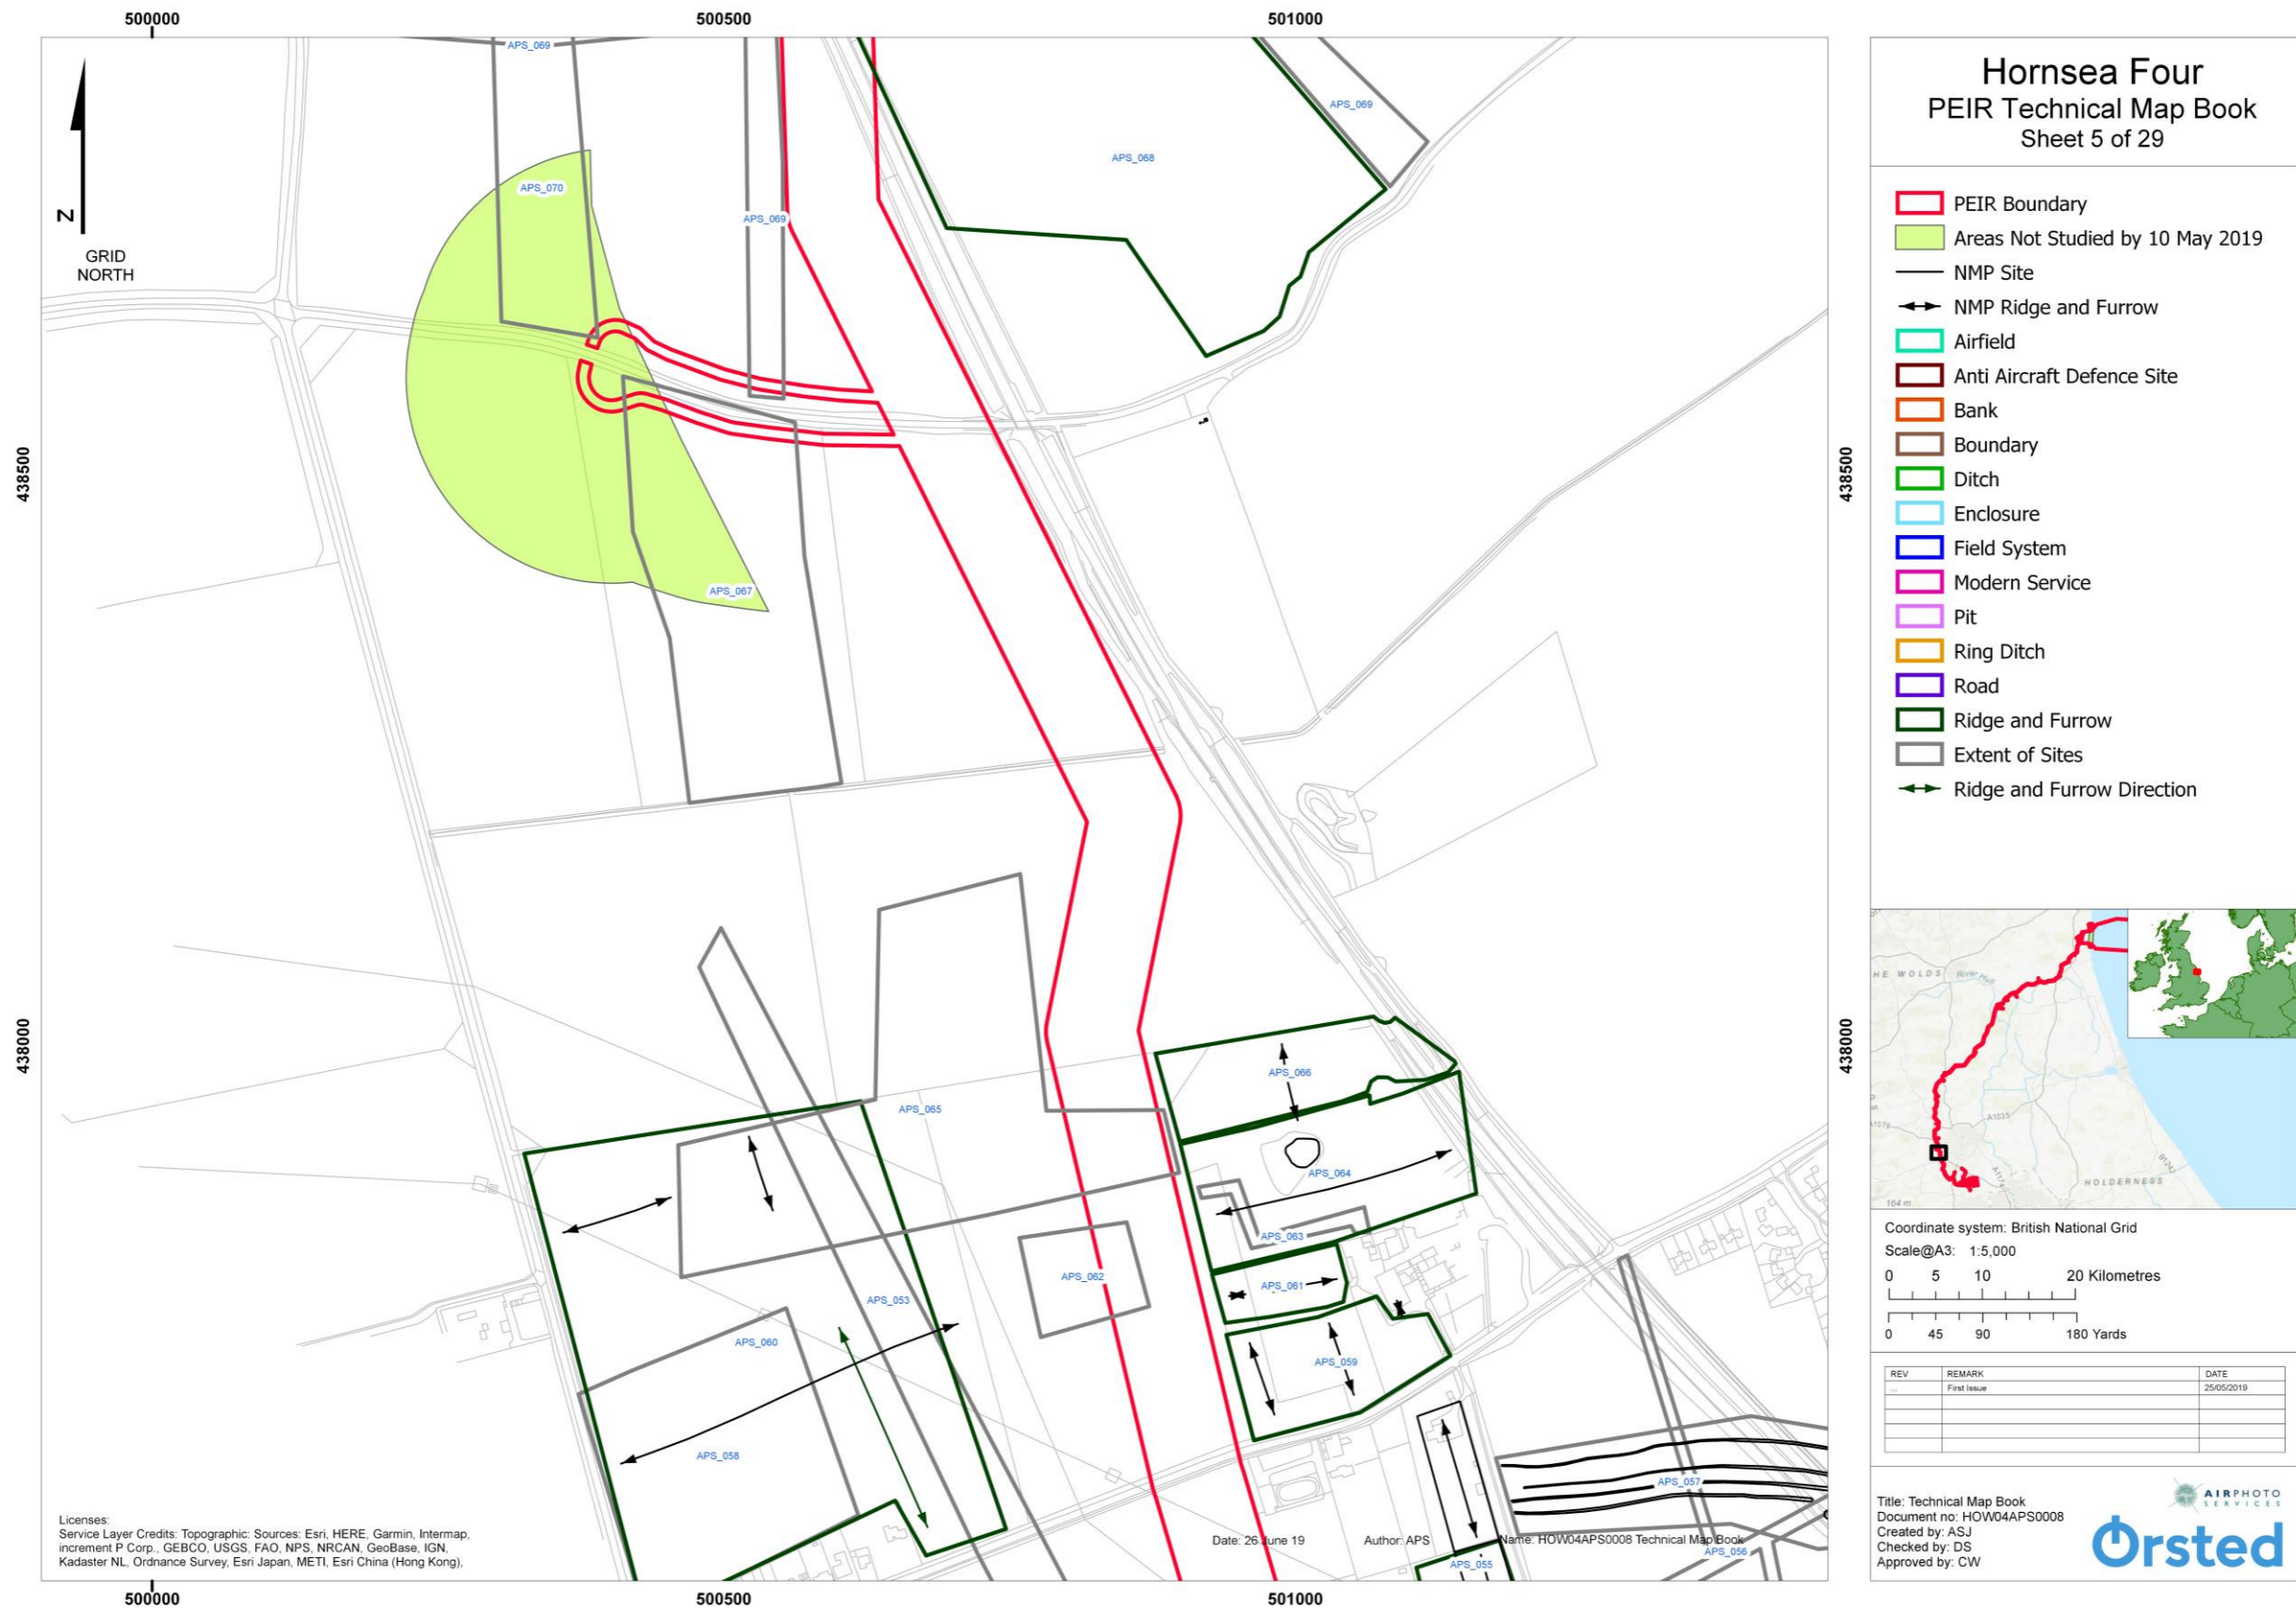 500000
500500
501000
438500
438000
438500
438000
500000
500500
501000
N
GRID
NORTH
APS_069
APS_069
APS_068
APS_070
APS_069
APS_067
APS_066
APS_065
APS_064
APS_063
APS_062
APS_061
APS_053
APS_060
APS_059
APS_058
APS_057
APS_056
APS_055
Licenses:
Service Layer Credits: Topographic: Sources: Esri, HERE, Garmin, Intermap,
increment P Corp., GEBCO, USGS, FAO, NPS, NRCAN, GeoBase, IGN,
Kadaster NL, Ordnance Survey, Esri Japan, METI, Esri China (Hong Kong),
Date: 26 June 19
Author: APS
Name: HOW04APS0008 Technical Map Book
Hornsea Four
PEIR Technical Map Book
Sheet 5 of 29
PEIR Boundary
Areas Not Studied by 10 May 2019
NMP Site
NMP Ridge and Furrow
Airfield
Anti Aircraft Defence Site
Bank
Boundary
Ditch
Enclosure
Field System
Modern Service
Pit
Ring Ditch
Road
Ridge and Furrow
Extent of Sites
Ridge and Furrow Direction
HE WOLDS
River Hull
A1035
A1079
A1174
B1242
HOLDERNESS
164 m
Coordinate system: British National Grid
Scale@A3: 1:5,000
0 5 10 20 Kilometres
0 45 90 180 Yards
REV REMARK DATE
... First Issue 25/05/2019
Title: Technical Map Book
Document no: HOW04APS0008
Created by: ASJ
Checked by: DS
Approved by: CW
AIRPHOTO
SERVICES
Ørsted